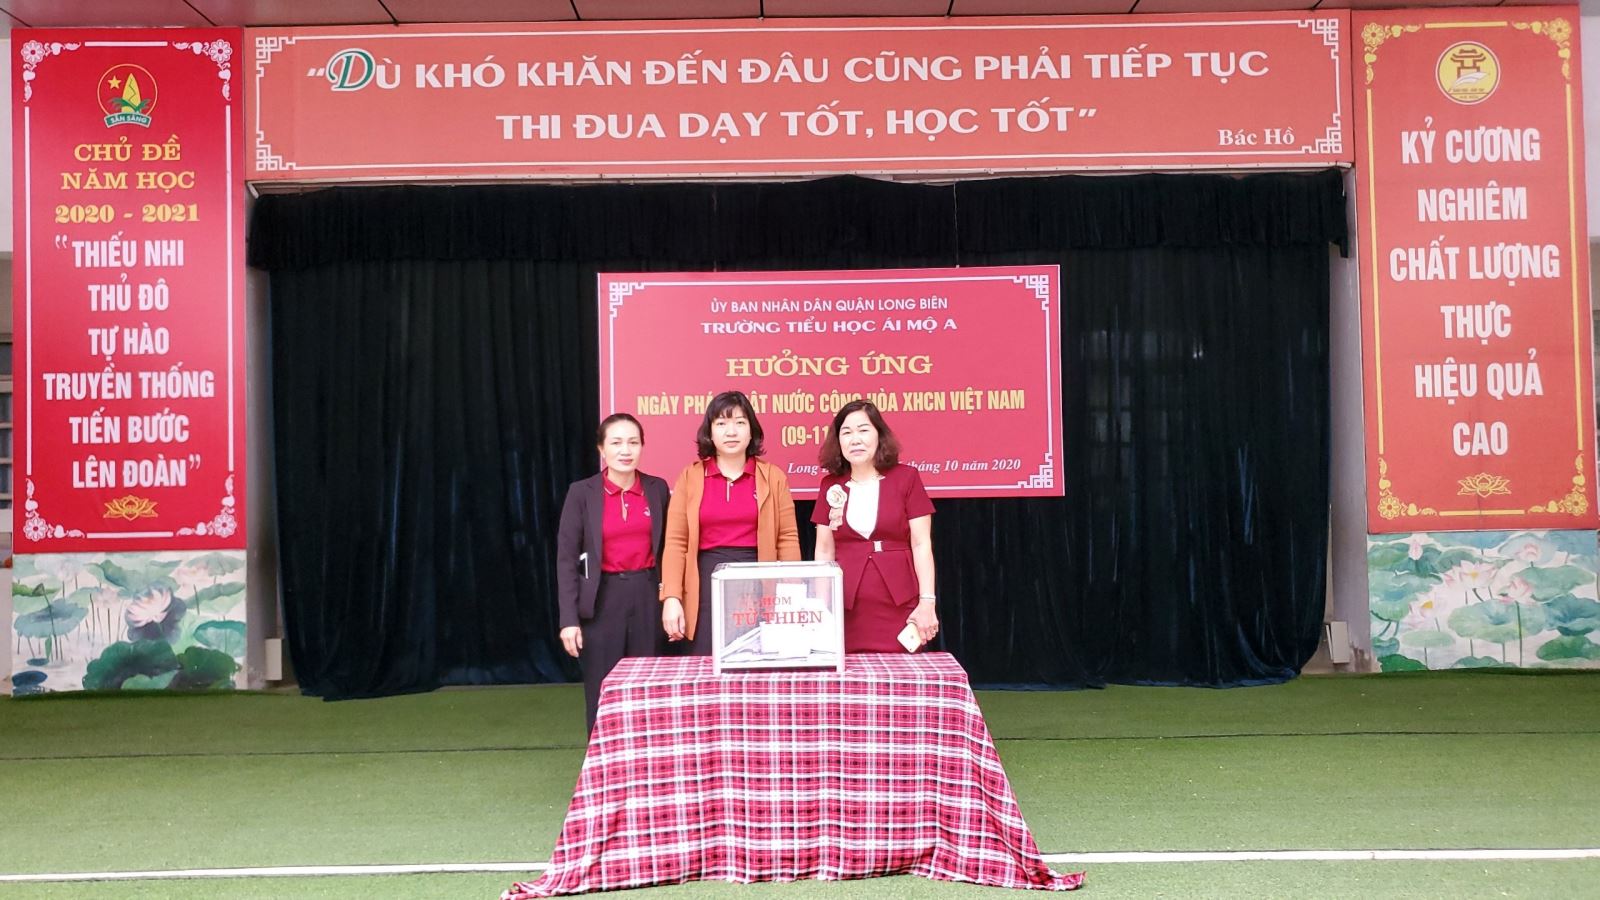 “DÙ KHÓ KHĂN ĐẾN ĐÂU CŨNG PHẢI TIẾP TỤC
THI ĐUA DẠY TỐT, HỌC TỐT”
Bác Hồ
SẴN SÀNG
CHỦ ĐỀ
NĂM HỌC
2020 - 2021
“THIẾU NHI
THỦ ĐÔ
TỰ HÀO
TRUYỀN THỐNG
TIẾN BƯỚC
LÊN ĐOÀN”
KỶ CƯƠNG
NGHIÊM
CHẤT LƯỢNG
THỰC
HIỆU QUẢ
CAO
ỦY BAN NHÂN DÂN QUẬN LONG BIÊN
TRƯỜNG TIỂU HỌC ÁI MỘ A
HƯỞNG ỨNG
NGÀY NƯỚC CỘNG HÒA XHCN VIỆT NAM
(09-11
Long tháng 10 năm 2020
HÒM
TỪ THIỆN